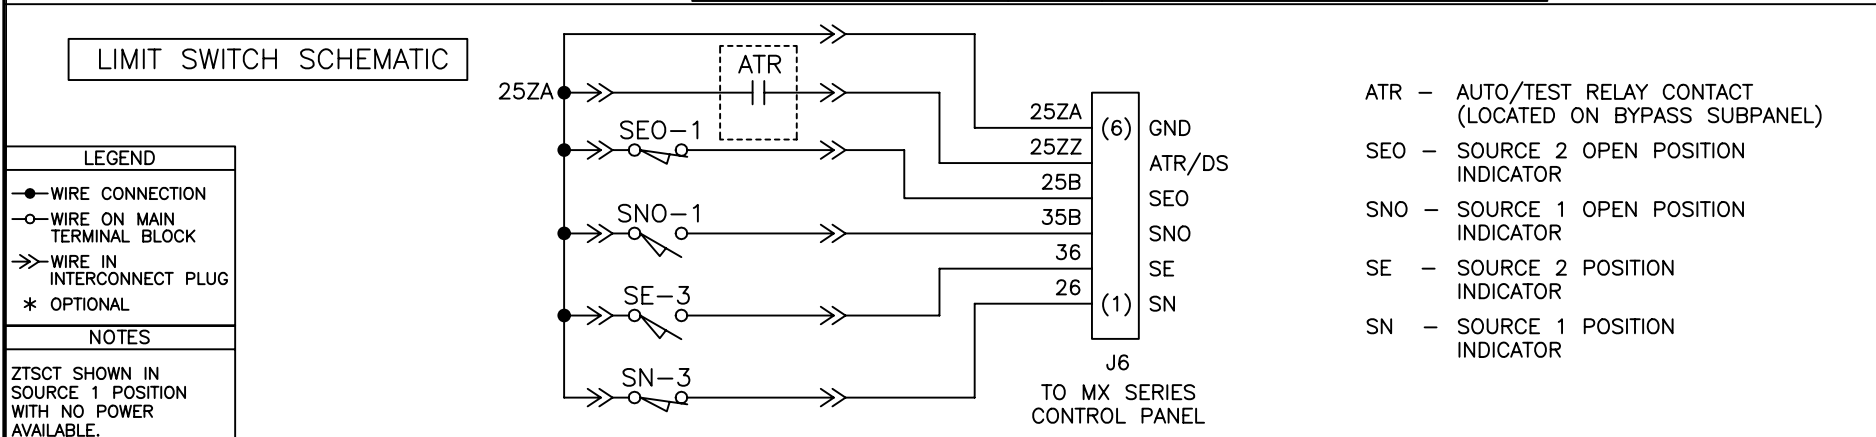 LIMIT SWITCH SCHEMATIC
LEGEND
WIRE CONNECTION
WIRE ON MAIN
TERMINAL BLOCK
WIRE IN
INTERCONNECT PLUG
* OPTIONAL
NOTES
ZTSCT SHOWN IN
SOURCE 1 POSITION
WITH NO POWER
AVAILABLE.
ATR
25ZA
SEO-1
SNO-1
SE-3
SN-3
25ZA (6) GND
25ZZ ATR/DS
25B SEO
35B SNO
36 SE
26 (1) SN
J6
TO MX SERIES
CONTROL PANEL
ATR - AUTO/TEST RELAY CONTACT
(LOCATED ON BYPASS SUBPANEL)
SEO - SOURCE 2 OPEN POSITION
INDICATOR
SNO - SOURCE 1 OPEN POSITION
INDICATOR
SE - SOURCE 2 POSITION
INDICATOR
SN - SOURCE 1 POSITION
INDICATOR